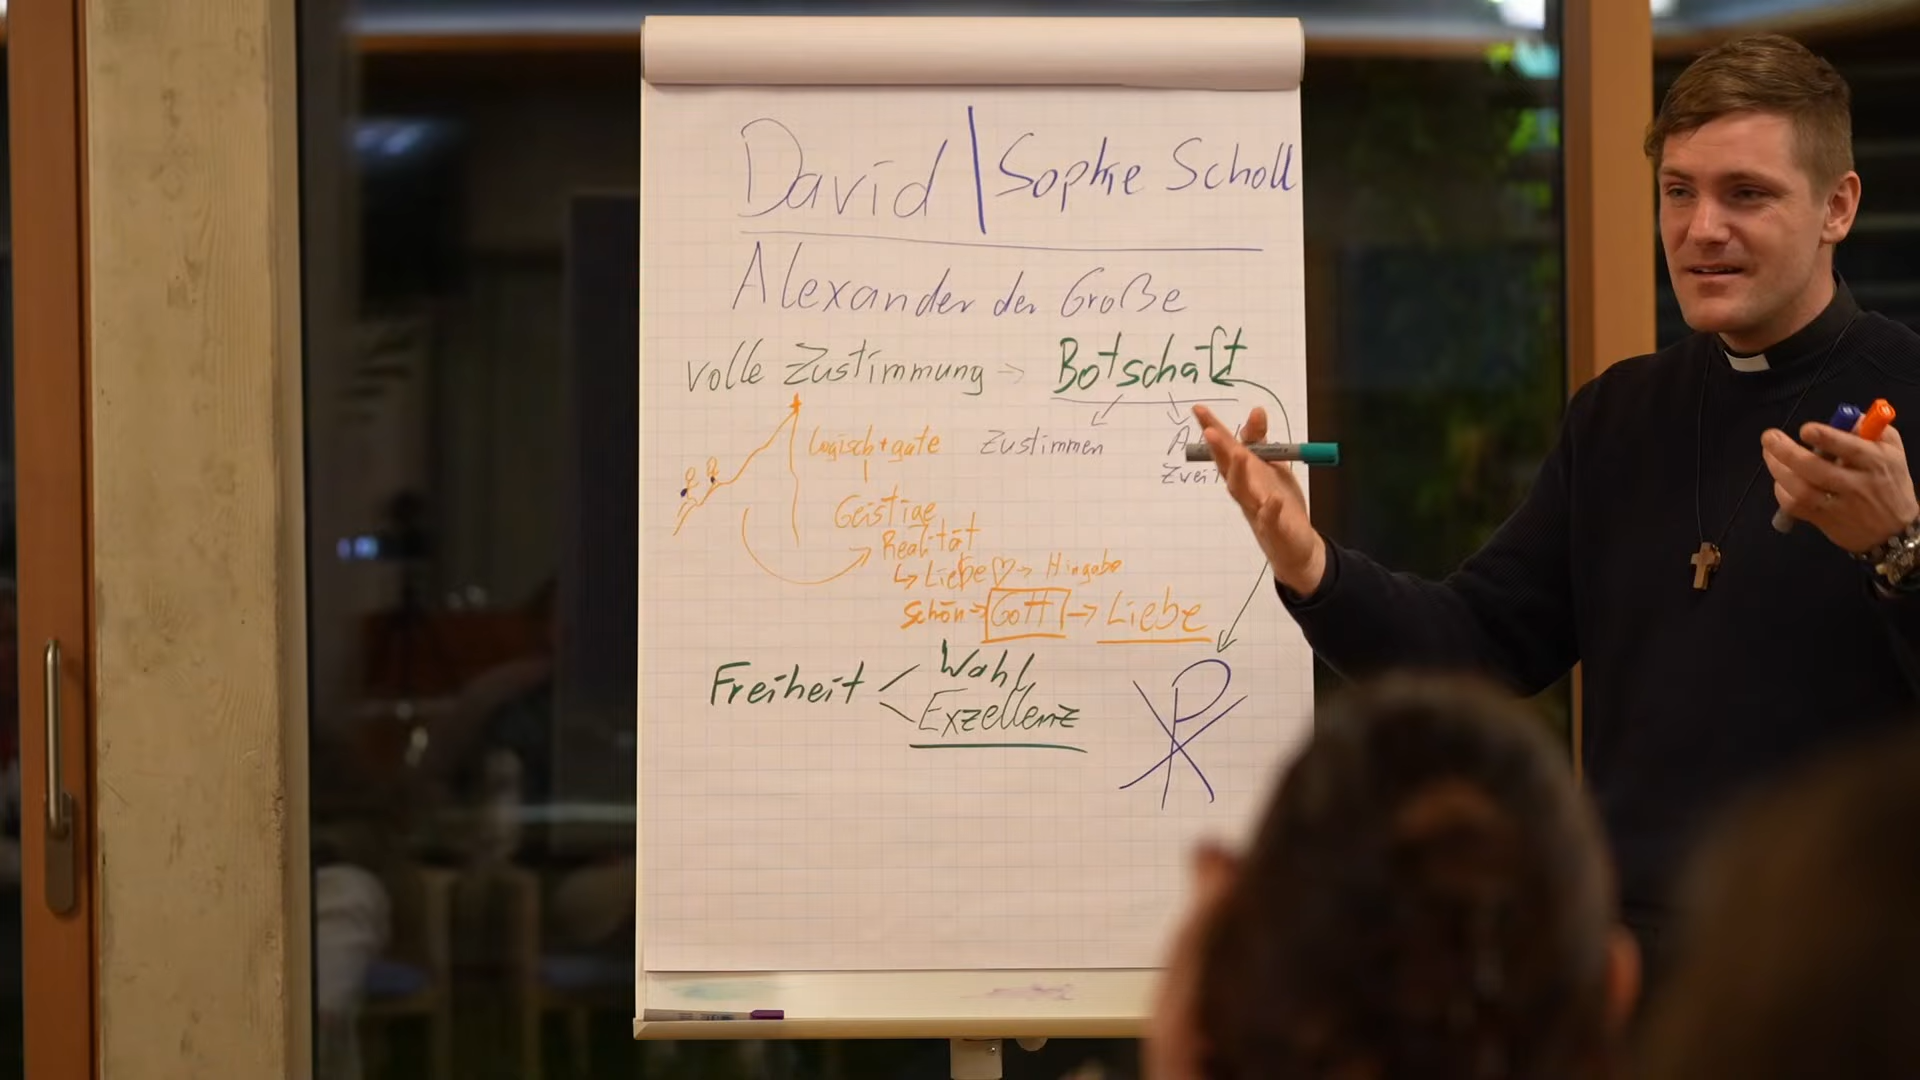 David | Sophie Scholl
Alexander der Große
volle Zustimmung → Botschaft
Zustimmen
logisch + gute
Geistige
Realität
↳ Liebe ♡ → Hingabe
Schön → Gott → Liebe
Freiheit < Wahl
Exzellenz